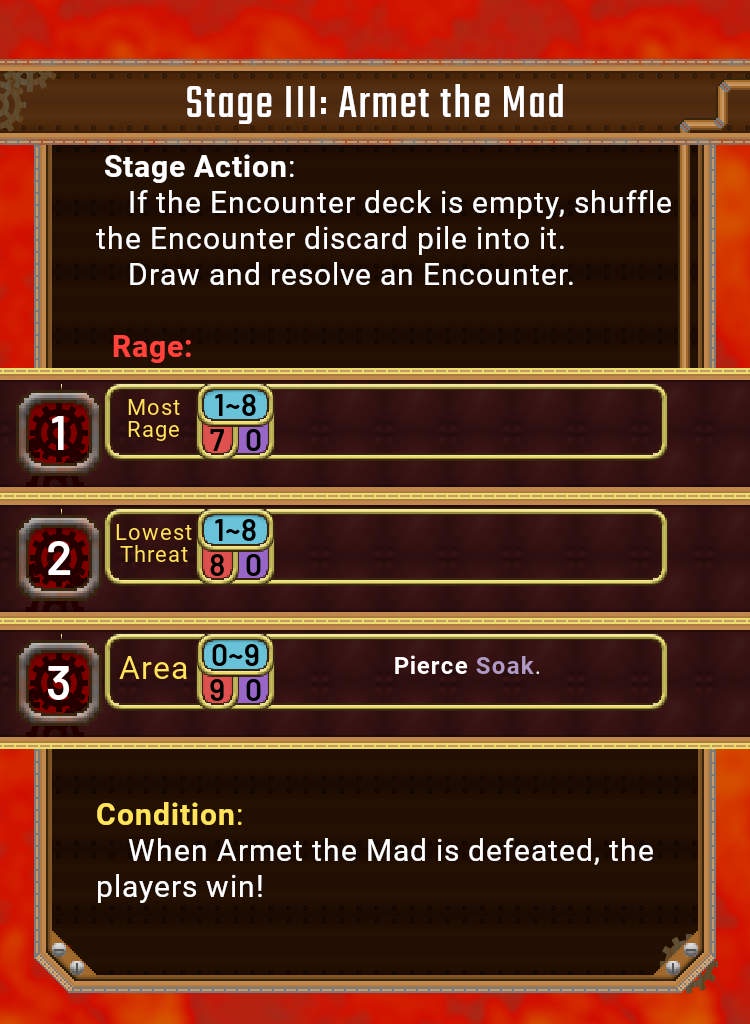 Stage III: Armet the Mad
Stage Action:
If the Encounter deck is empty, shuffle
the Encounter discard pile into it.
Draw and resolve an Encounter.
Rage:
1
Most
Rage
1~8
7 0
2
Lowest
Threat
1~8
8 0
3
Area
0~9
9 0
Pierce Soak.
Condition:
When Armet the Mad is defeated, the
players win!